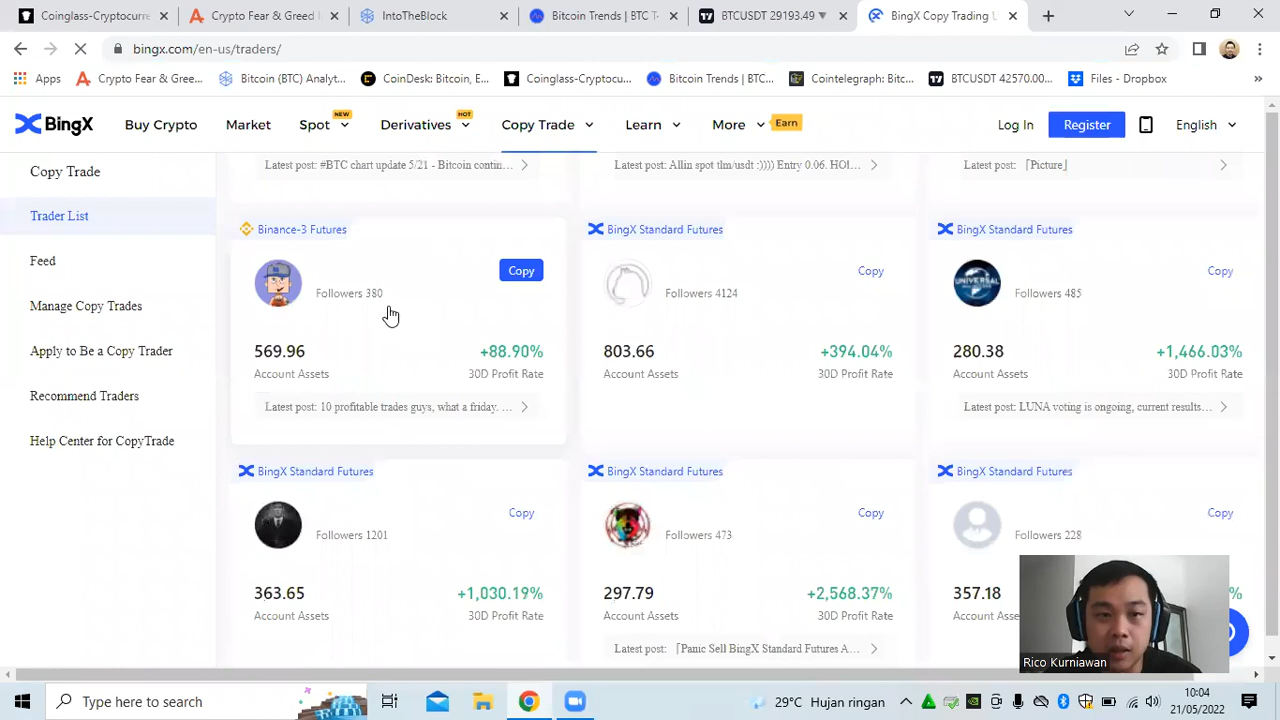 Coinglass-Cryptocurre
Crypto Fear & Greed I
IntoTheBlock
Bitcoin Trends | BTC T
BTCUSDT 29193.49
BingX Copy Trading
bingx.com/en-us/traders/
Apps
Crypto Fear & Gree...
Bitcoin (BTC) Analyt...
CoinDesk: Bitcoin, E...
Coinglass-Cryptocu...
Bitcoin Trends | BTC...
Cointelegraph: Bitc...
BTCUSDT 42570.00...
Files - Dropbox
BingX
Buy Crypto
Market
Spot
NEW
Derivatives
HOT
Copy Trade
Learn
More
Earn
Log In
Register
English
Copy Trade
Trader List
Feed
Manage Copy Trades
Apply to Be a Copy Trader
Recommend Traders
Help Center for CopyTrade
Latest post: #BTC chart update 5/21 - Bitcoin contin...
Latest post: Allin spot tlm/usdt :)))) Entry 0.06. HO!...
Latest post: 「Picture」
Binance-3 Futures
Followers 380
Copy
569.96
Account Assets
+88.90%
30D Profit Rate
Latest post: 10 profitable trades guys, what a friday. ...
BingX Standard Futures
Followers 4124
Copy
803.66
Account Assets
+394.04%
30D Profit Rate
BingX Standard Futures
UNIVERSAL
Followers 485
Copy
280.38
Account Assets
+1,466.03%
30D Profit Rate
Latest post: LUNA voting is ongoing, current results...
BingX Standard Futures
Followers 1201
Copy
363.65
Account Assets
+1,030.19%
30D Profit Rate
BingX Standard Futures
Followers 473
Copy
297.79
Account Assets
+2,568.37%
30D Profit Rate
Latest post: 「Panic Sell BingX Standard Futures A...
BingX Standard Futures
Followers 228
Copy
357.18
Account Ass
%
Rico Kurniawan
Type here to search
29°C Hujan ringan
10:04
21/05/2022